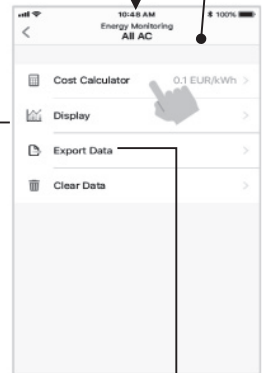 10:48 AM
100%
Energy Monitoring
All AC
Cost Calculator 0.1 EUR/kWh
Display
Export Data
Clear Data